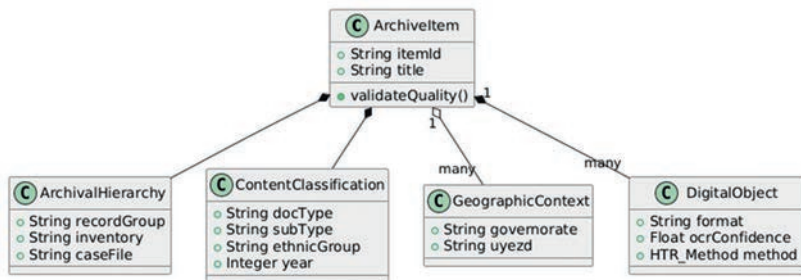 C ArchiveItem
String itemId
String title
validateQuality()
1
1
many
many
C ArchivalHierarchy
String recordGroup
String inventory
String caseFile
C ContentClassification
String docType
String subType
String ethnicGroup
Integer year
C GeographicContext
String governorate
String uyezd
C DigitalObject
String format
Float ocrConfidence
HTR_Method method